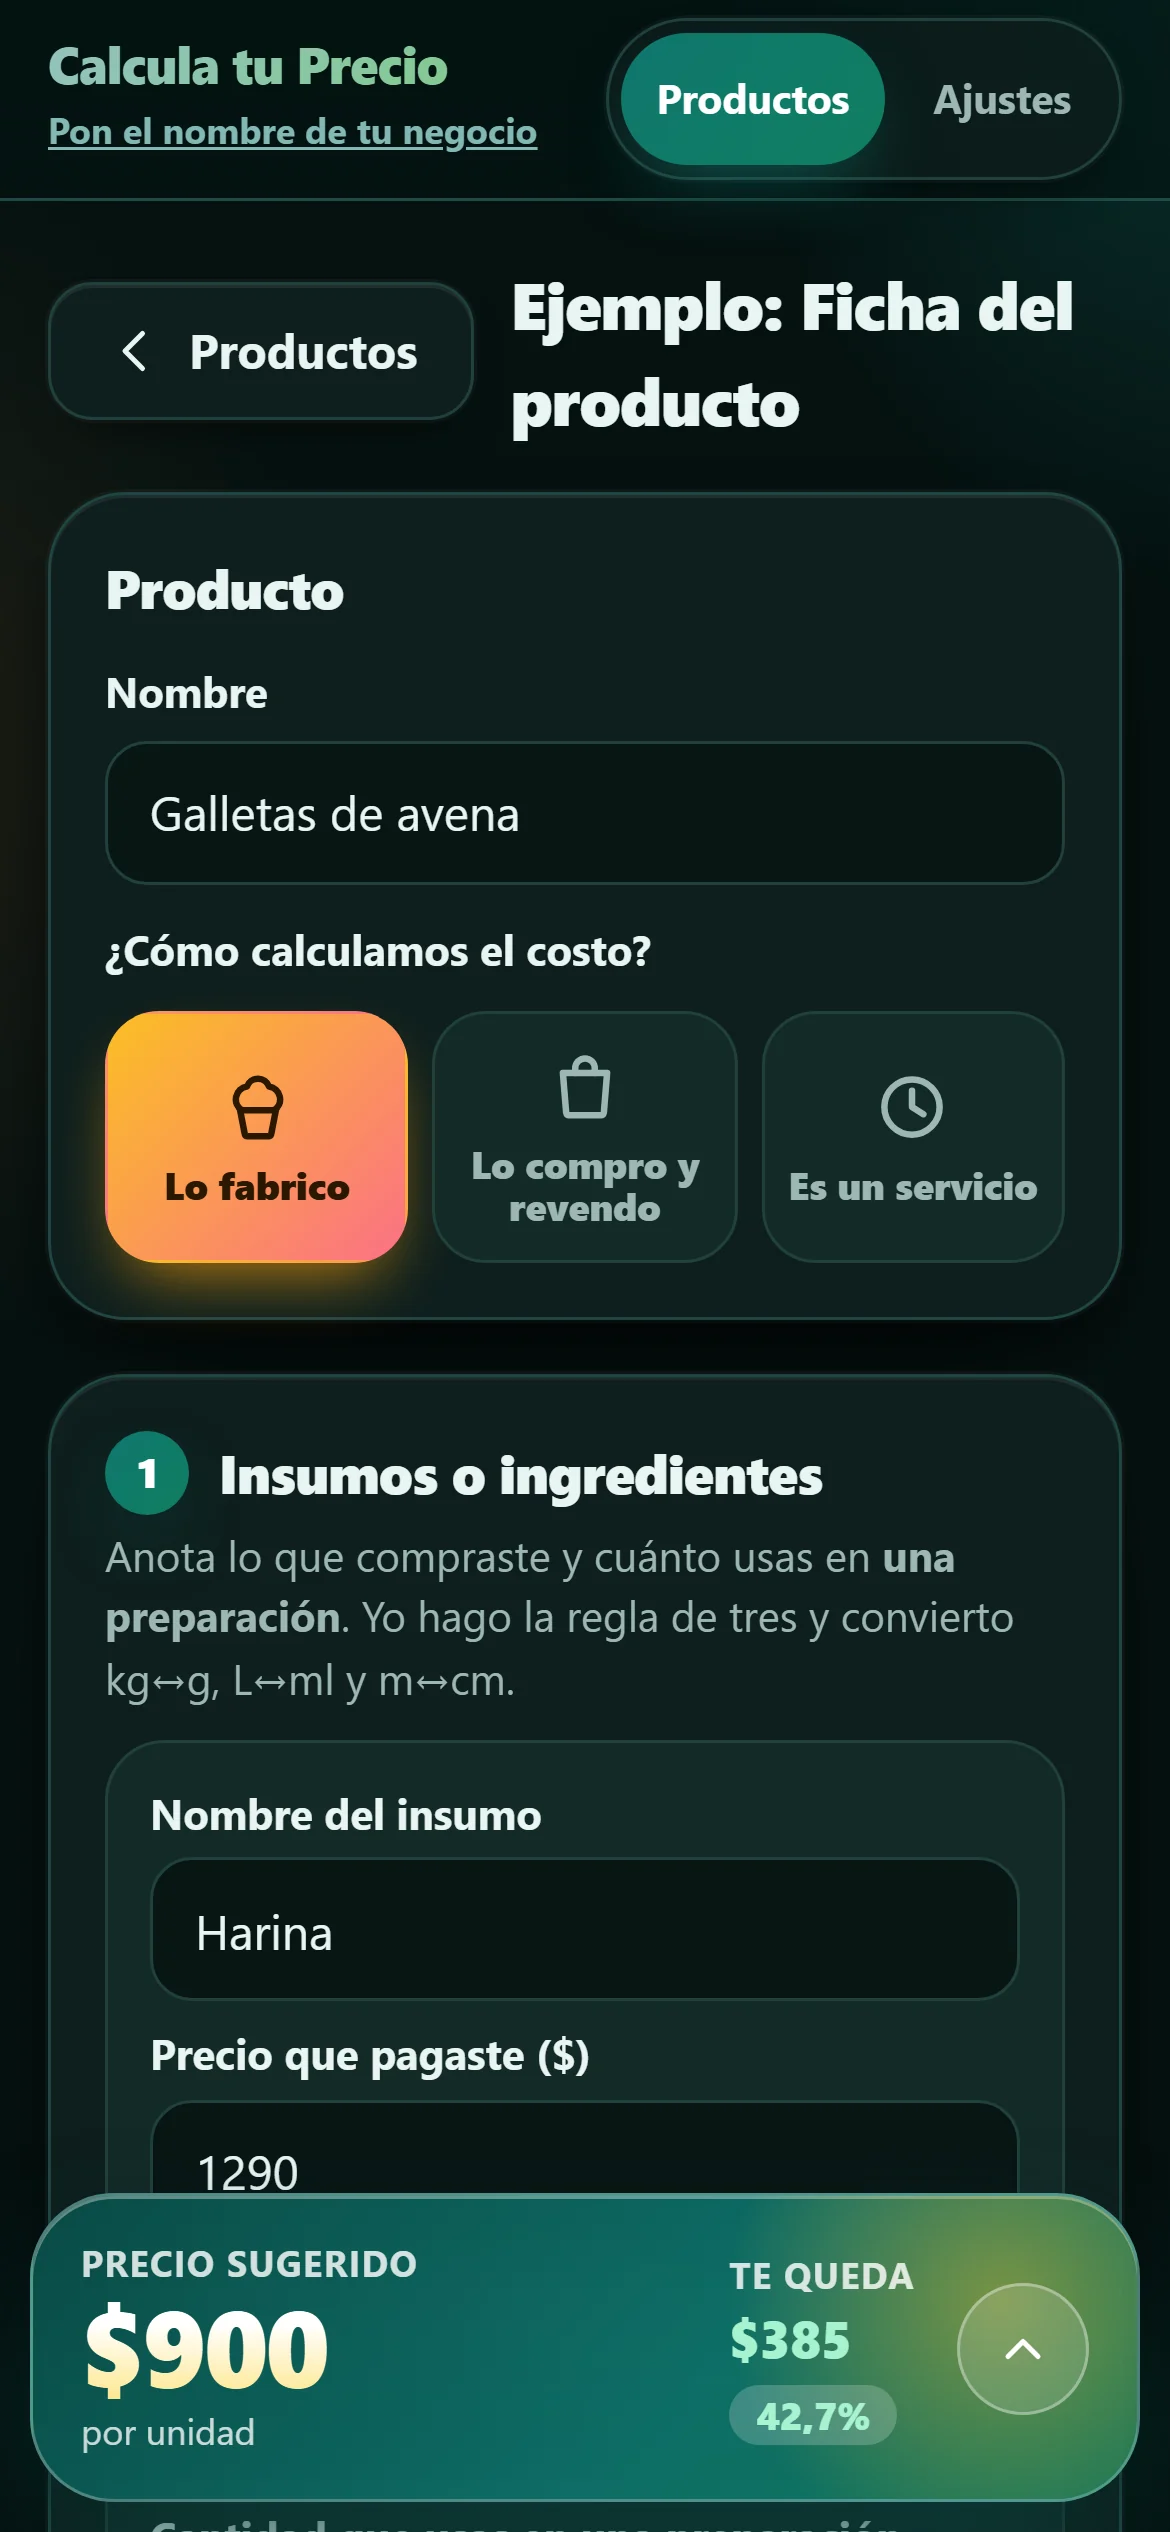 Calcula tu Precio
Pon el nombre de tu negocio
Productos
Ajustes
Productos
Ejemplo: Ficha del
producto
Producto
Nombre
Galletas de avena
¿Cómo calculamos el costo?
Lo fabrico
Lo compro y
revendo
Es un servicio
1
Insumos o ingredientes
Anota lo que compraste y cuánto usas en una
preparación. Yo hago la regla de tres y convierto
kg↔g, L↔ml y m↔cm.
Nombre del insumo
Harina
Precio que pagaste ($)
1290
PRECIO SUGERIDO
$900
por unidad
TE QUEDA
$385
42,7%